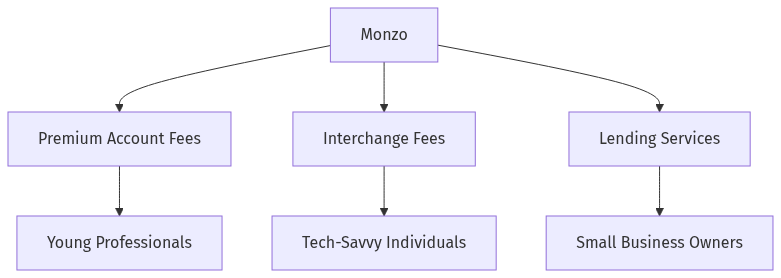 Monzo
Premium Account Fees
Interchange Fees
Lending Services
Young Professionals
Tech-Savvy Individuals
Small Business Owners